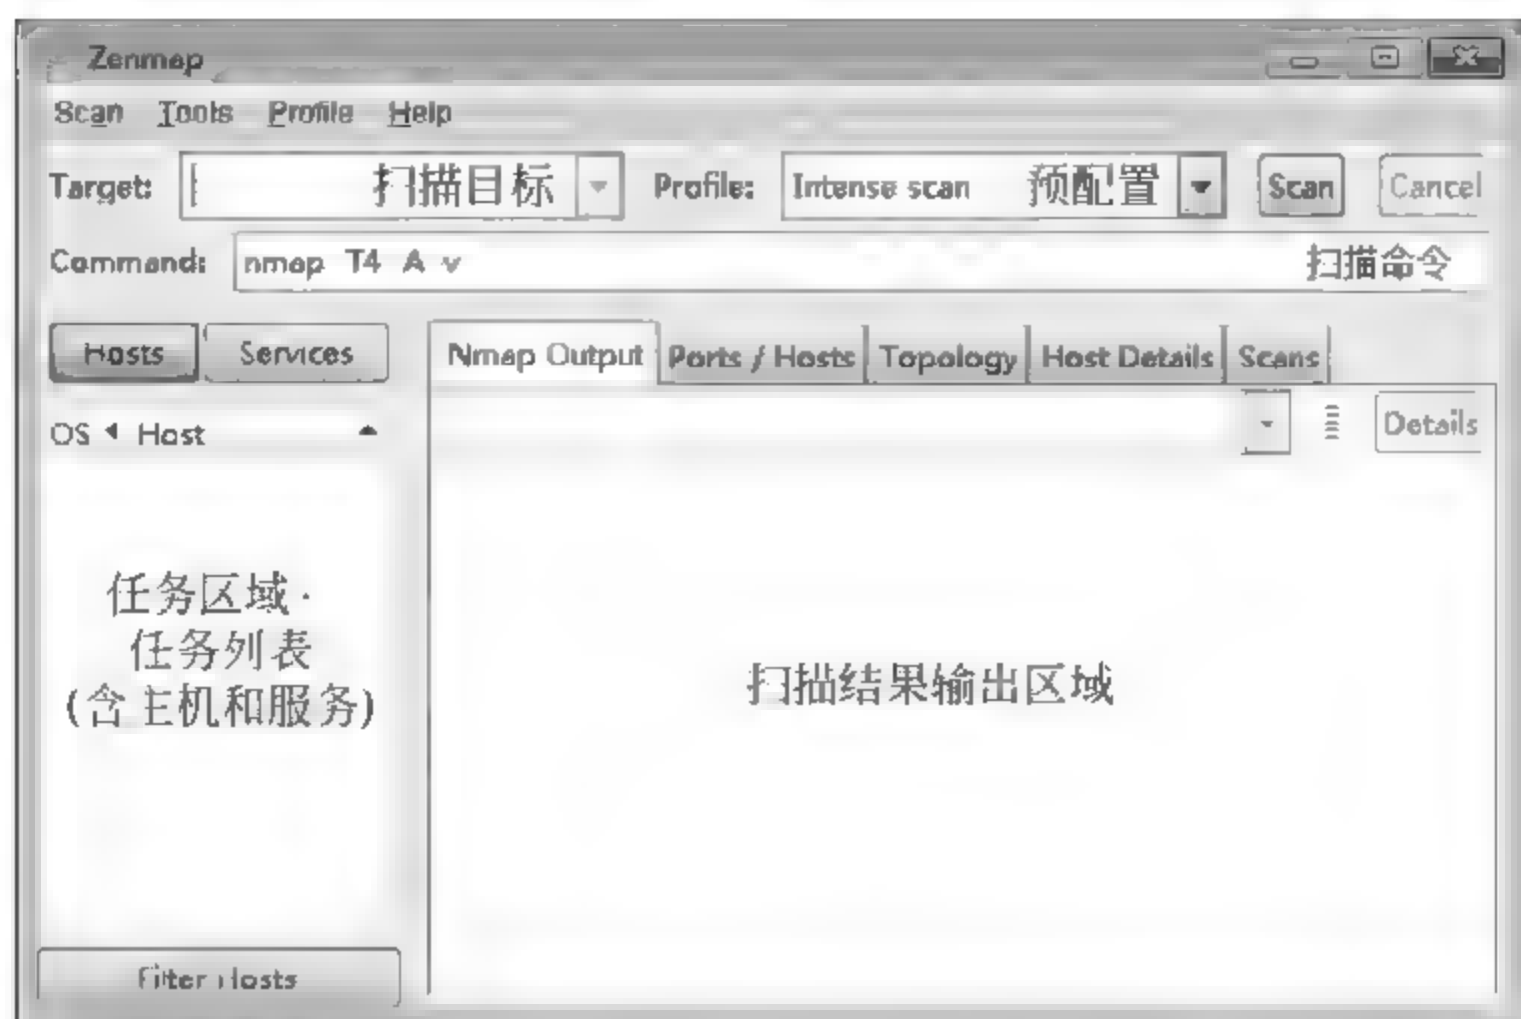 Zenmap
Scan Tools Profile Help
Target: 扫描目标 Profile: Intense scan 预配置 Scan Cancel
Command: nmap T4 A v 扫描命令
Hosts Services Nmap Output Ports / Hosts Topology Host Details Scans
OS Host Details
任务区域·
任务列表
(含主机和服务)
扫描结果输出区域
Filter Hosts